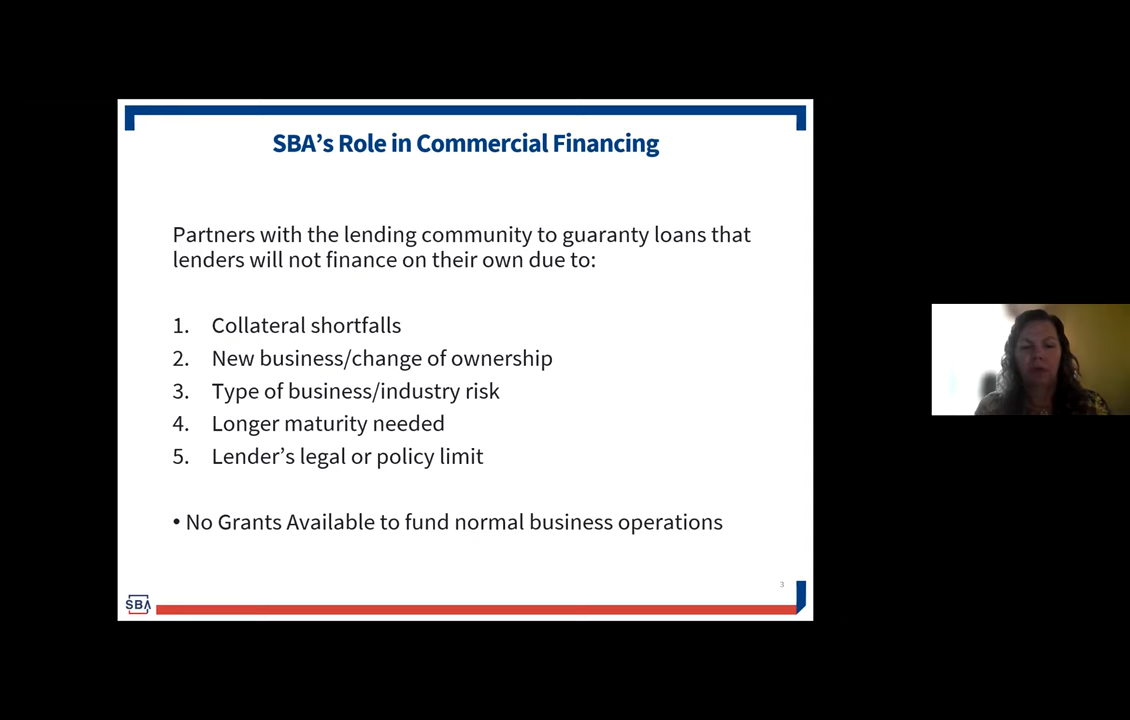 SBA’s Role in Commercial Financing
Partners with the lending community to guaranty loans that
lenders will not finance on their own due to:
1. Collateral shortfalls
2. New business/change of ownership
3. Type of business/industry risk
4. Longer maturity needed
5. Lender’s legal or policy limit
• No Grants Available to fund normal business operations
3
SBA